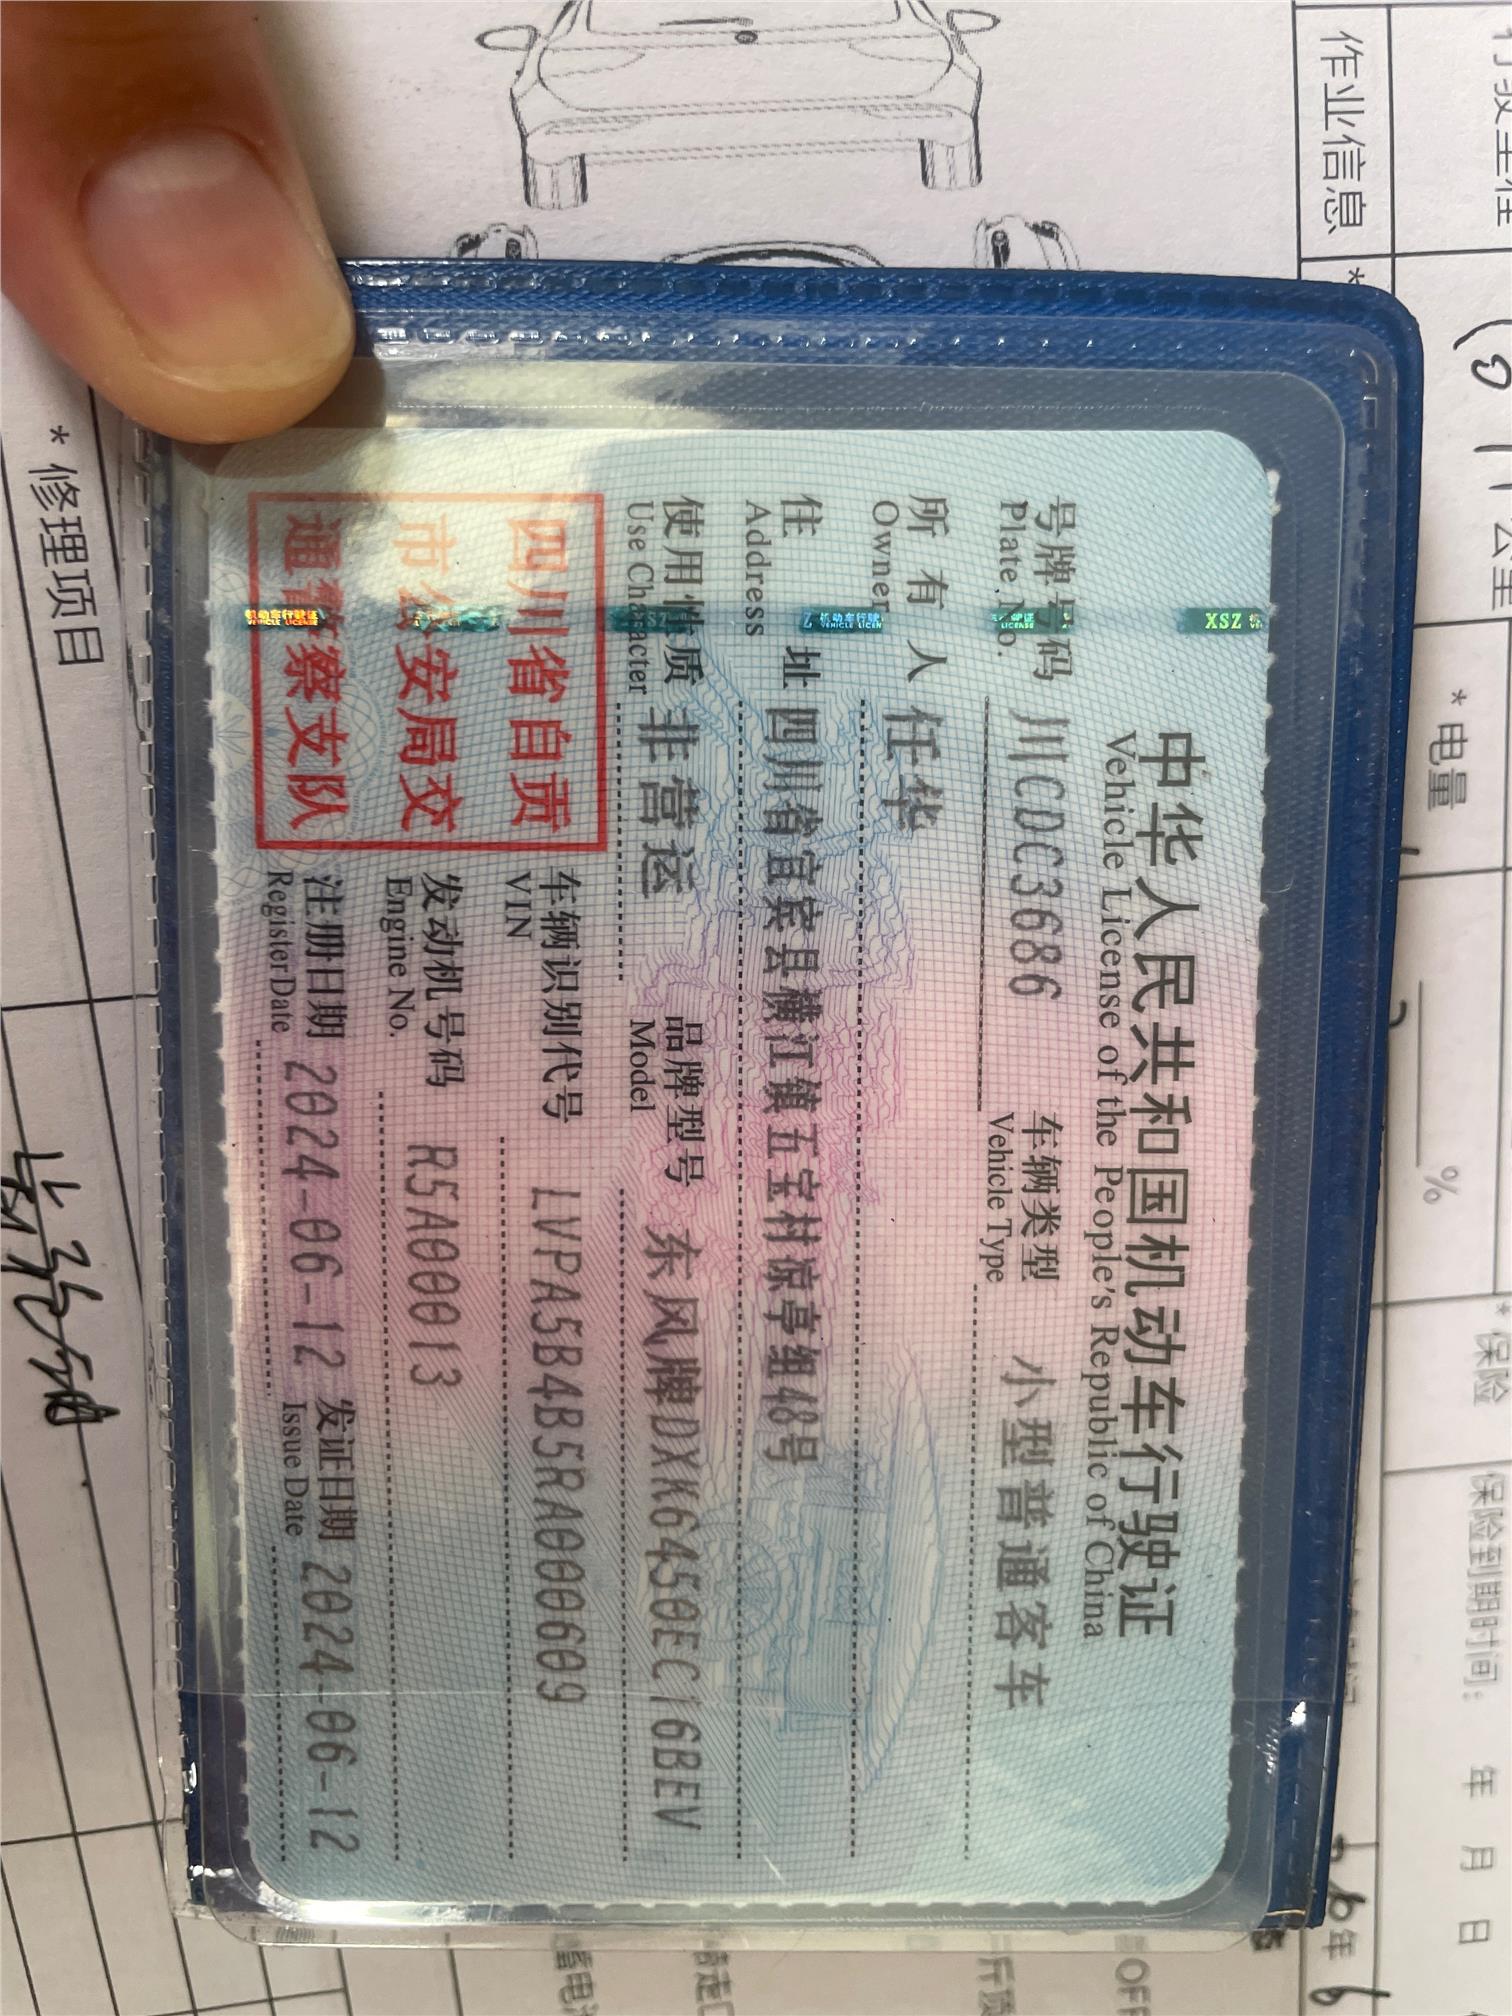 中华人民共和国机动车行驶证
Vehicle License of the People's Republic of China
号牌号码 川CDC3686 车辆类型 小型普通客车
Plate No. Vehicle Type
所有人 任华
Owner
住址 四川省宜宾县横江镇五宝村凉亭组48号
Address
使用性质 非营运 品牌型号 东风牌DXK6450EC16BEV
Use Character Model
四川省自贡
市公安局交
通警察支队
车辆识别代号 LVPA5B4B5RA000609
VIN
发动机号码 R5A00013
Engine No.
注册日期 2024-06-12 发证日期 2024-06-12
Register Date Issue Date
作业信息
*电量
%
*保险
保险到期时间: 年 月 日
*修理项目